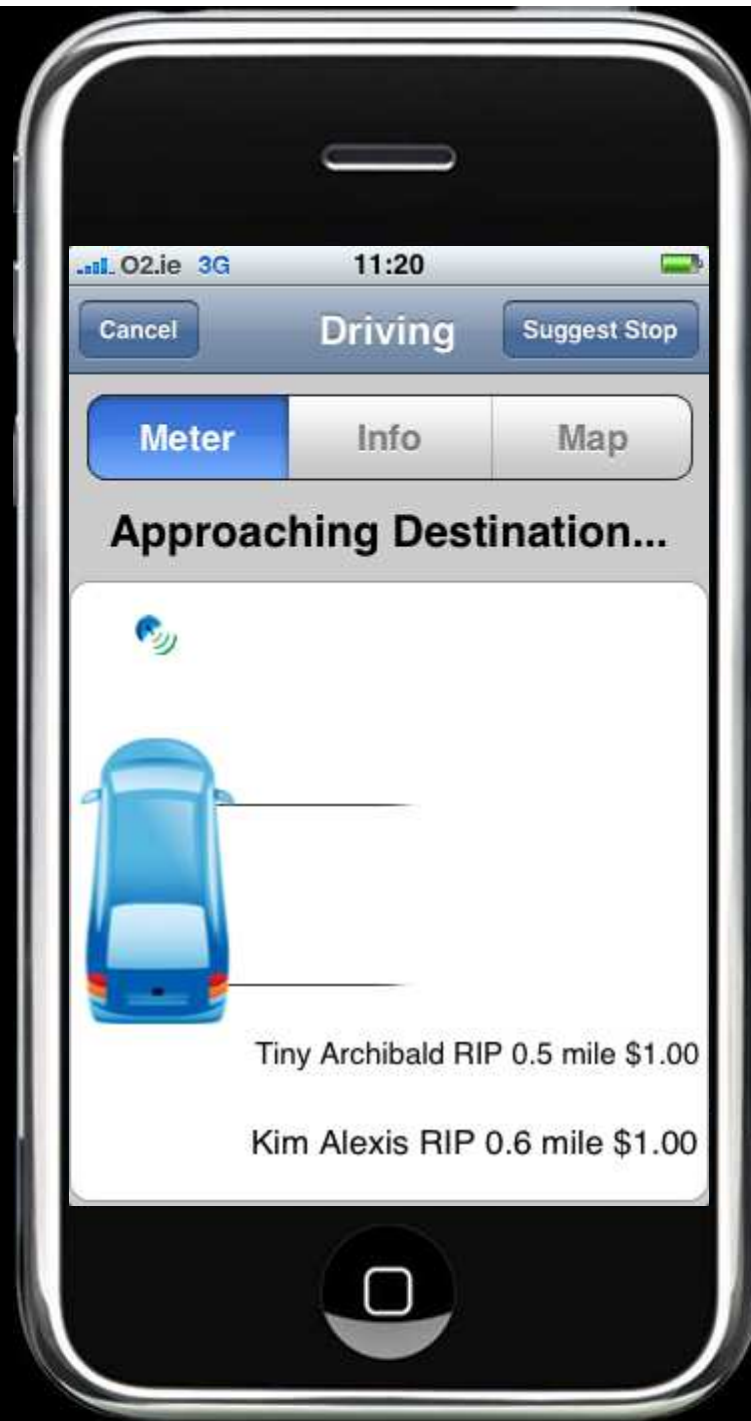 O2.ie 3G 11:20
Cancel Driving Suggest Stop
Meter Info Map
Approaching Destination...
Tiny Archibald RIP 0.5 mile $1.00
Kim Alexis RIP 0.6 mile $1.00